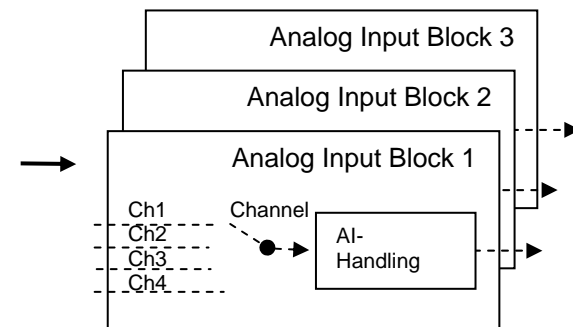 Analog Input Block 3
Analog Input Block 2
Analog Input Block 1
Ch1
Channel
Ch2
Ch3
Ch4
AI-
Handling